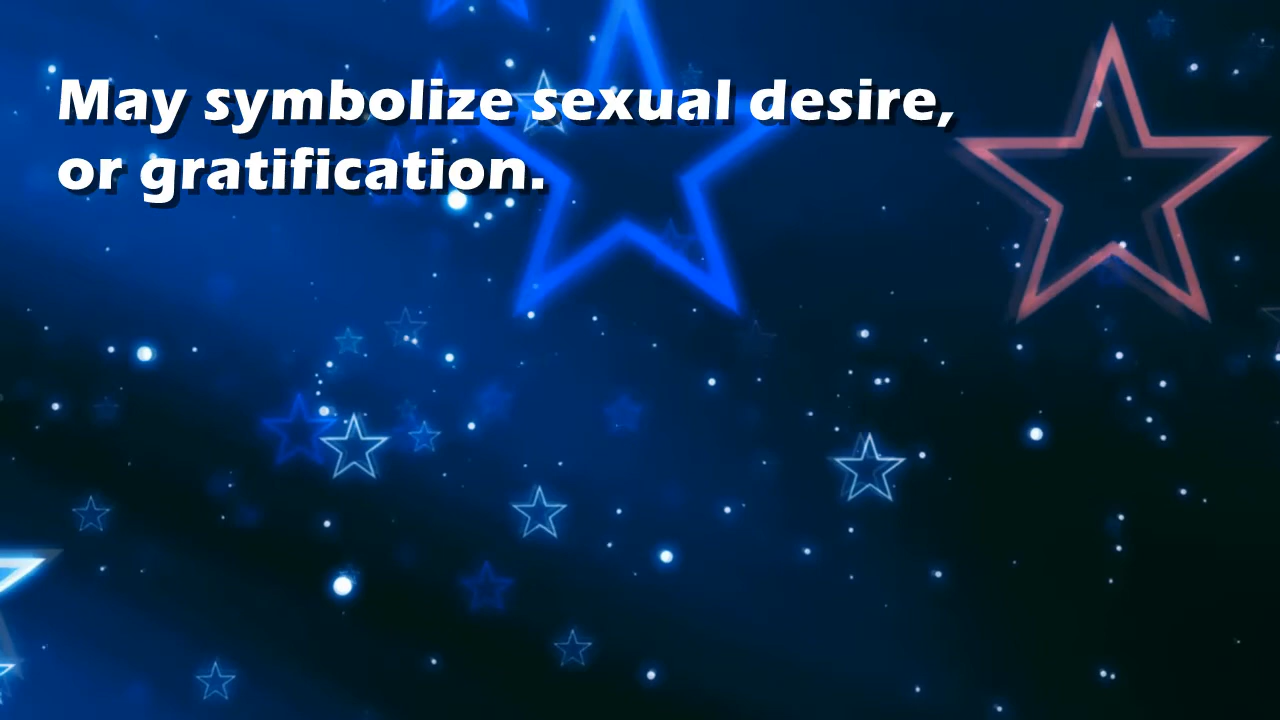 May symbolize sexual desire,
or gratification.